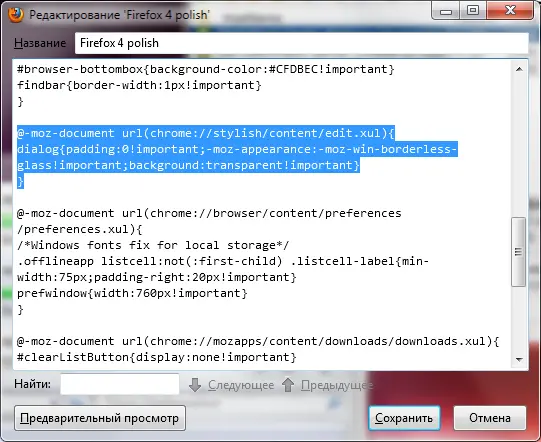 Редактирование 'Firefox 4 polish'
Название Firefox 4 polish
#browser-bottombox{background-color:#CFDBEC!important}
findbar{border-width:1px!important}
}
@-moz-document url(chrome://stylish/content/edit.xul){
dialog{padding:0!important;-moz-appearance:-moz-win-borderless-
glass!important;background:transparent!important}
}
@-moz-document url(chrome://browser/content/preferences
/preferences.xul){
/*Windows fonts fix for local storage*/
.offlineapp listcell:not(:first-child) .listcell-label{min-
width:75px;padding-right:20px!important}
prefwindow{width:760px!important}
}
@-moz-document url(chrome://mozapps/content/downloads/downloads.xul){
#clearListButton{display:none!important}
Найти: Следующее Предыдущее
Предварительный просмотр Сохранить Отмена